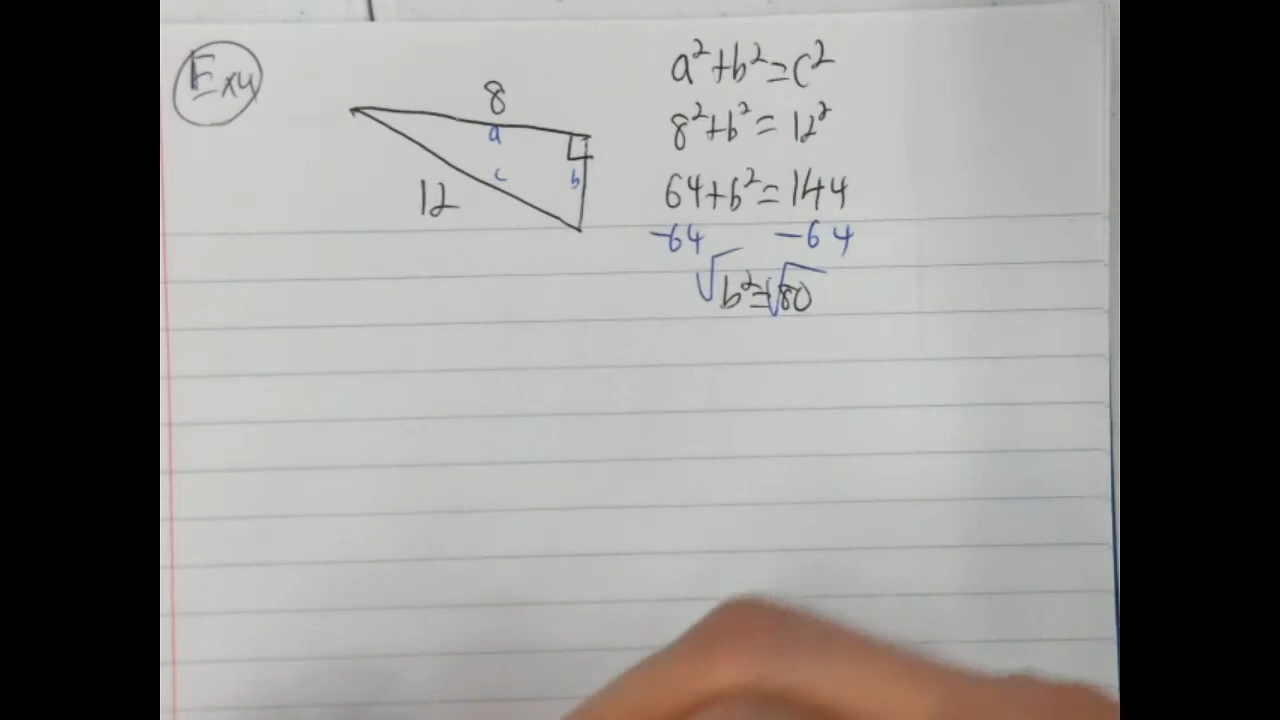 Ex4
8
a
c
b
12
a²+b²=c²
8²+b²=12²
64+b²=144
-64 -64
√b²=√80